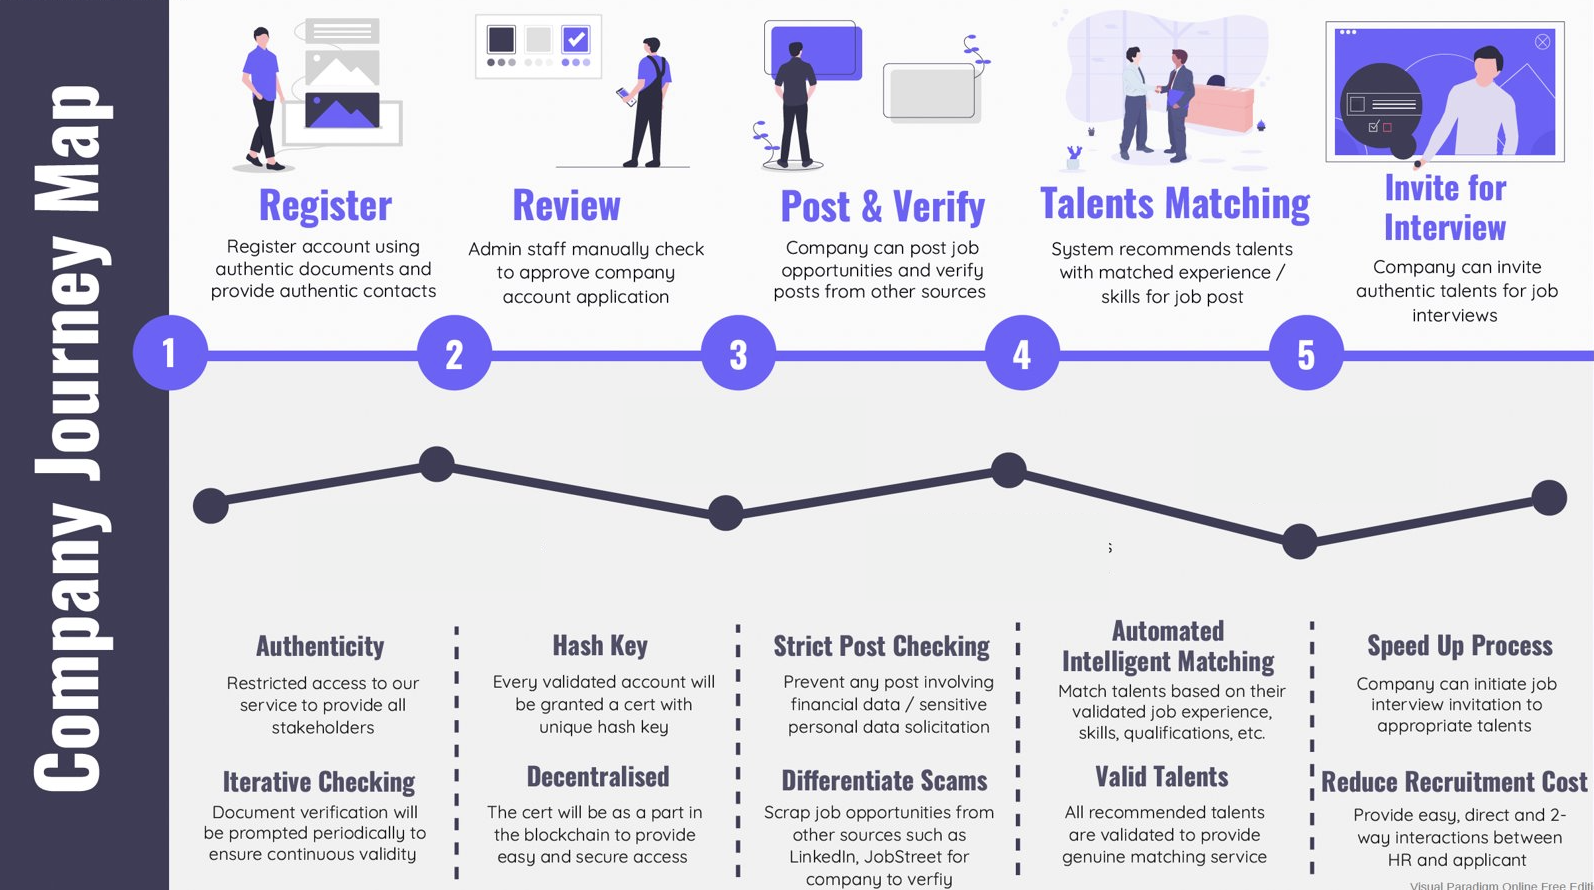 Company Journey Map
Register
Register account using
authentic documents and
provide authentic contacts
Review
Admin staff manually check
to approve company
account application
Post & Verify
Company can post job
opportunities and verify
posts from other sources
Talents Matching
System recommends talents
with matched experience /
skills for job post
Invite for
Interview
Company can invite
authentic talents for job
interviews
1
2
3
4
5
s
Authenticity
Restricted access to our
service to provide all
stakeholders
Iterative Checking
Document verification will
be prompted periodically to
ensure continuous validity
Hash Key
Every validated account will
be granted a cert with
unique hash key
Decentralised
The cert will be as a part in
the blockchain to provide
easy and secure access
Strict Post Checking
Prevent any post involving
financial data / sensitive
personal data solicitation
Differentiate Scams
Scrap job opportunities from
other sources such as
LinkedIn, JobStreet for
company to verfiy
Automated
Intelligent Matching
Match talents based on their
validated job experience,
skills, qualifications, etc.
Valid Talents
All recommended talents
are validated to provide
genuine matching service
Speed Up Process
Company can initiate job
interview invitation to
appropriate talents
Reduce Recruitment Cost
Provide easy, direct and 2-
way interactions between
HR and applicant
Visual Paradigm Online Free Edit